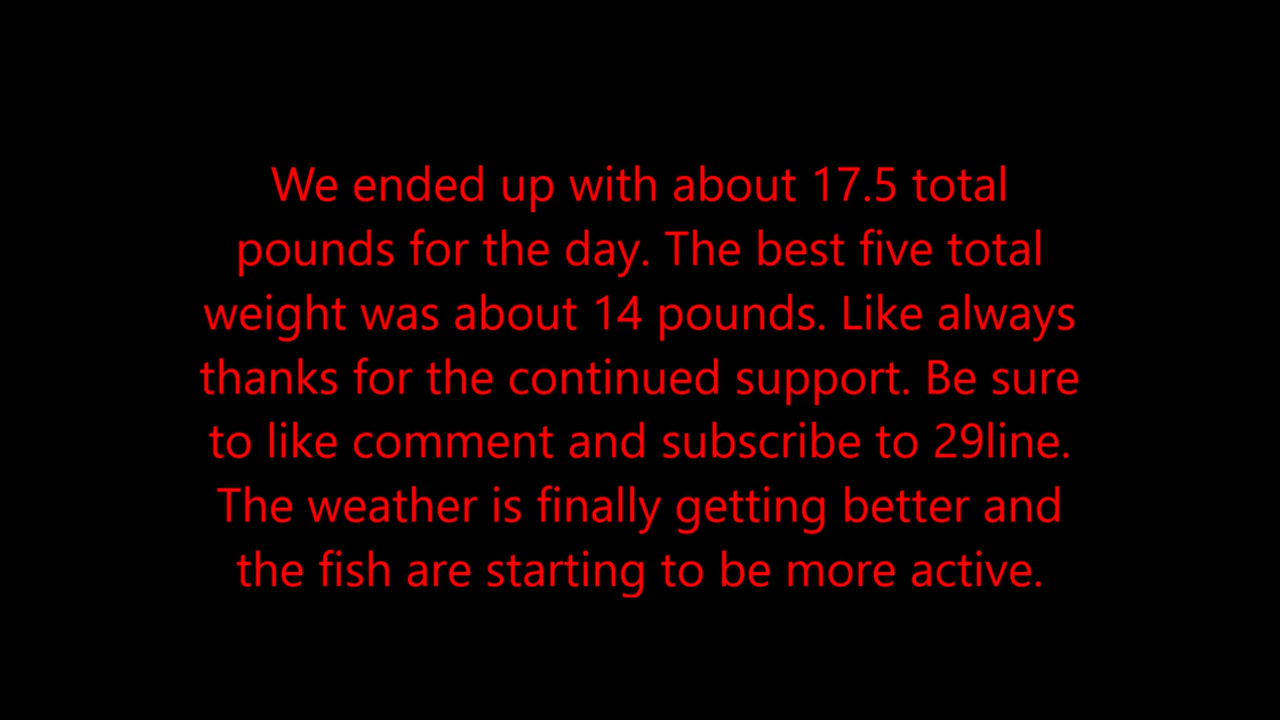 We ended up with about 17.5 total
pounds for the day. The best five total
weight was about 14 pounds. Like always
thanks for the continued support. Be sure
to like comment and subscribe to 29line.
The weather is finally getting better and
the fish are starting to be more active.